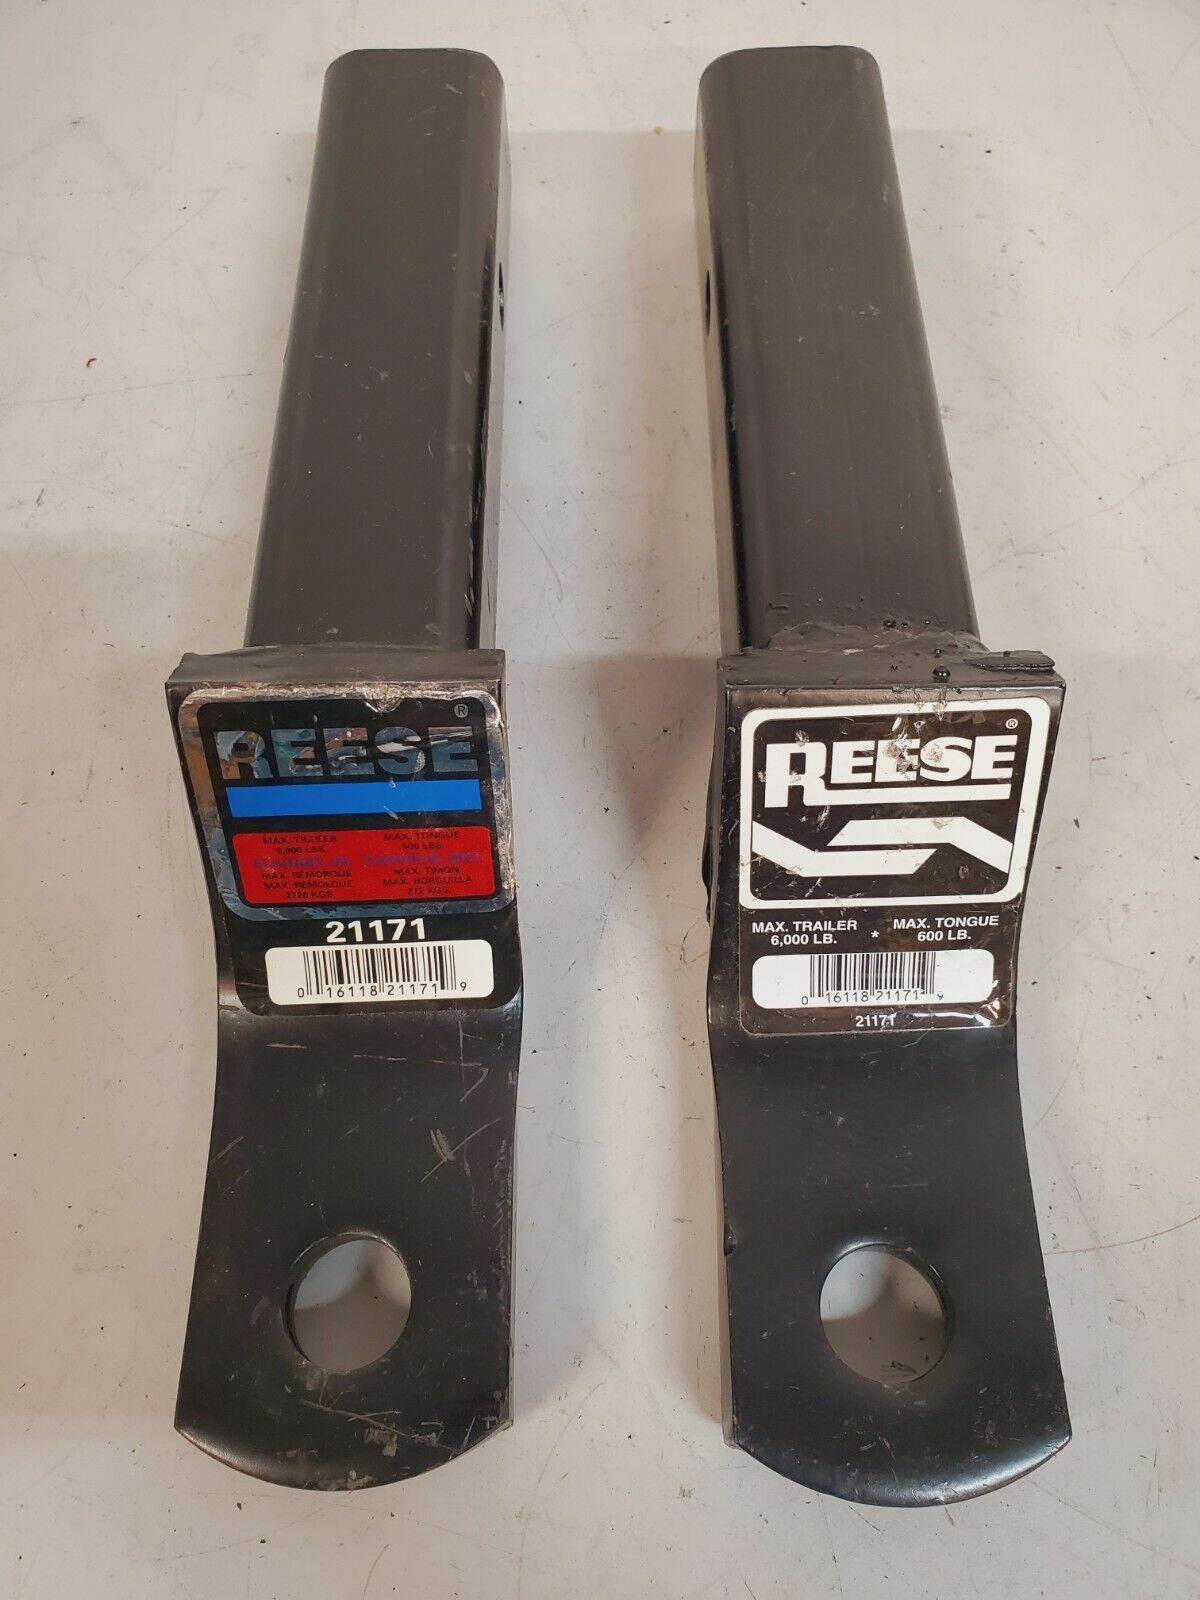 REESE ®
MAX. TRAILER MAX. TONGUE
6,000 LBS. 600 LBS.
ELKHART, IN.
MAX. REMORQUE MAX. TIMON
MAX. REMOLQUE MAX. HORQUILLA
2720 KGS. 272 KGS.
21171
0 16118 21171 9
REESE ®
MAX. TRAILER * MAX. TONGUE
6,000 LB. 600 LB.
0 16118 21171 9
21171